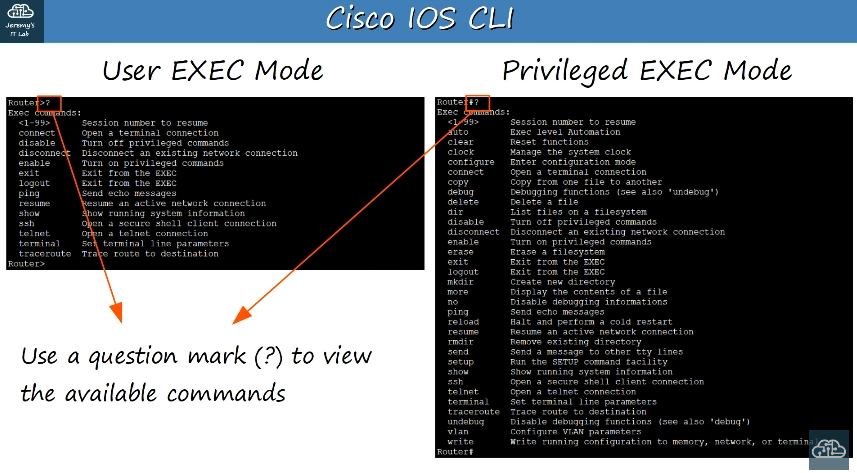 Jeremy's
IT Lab
Cisco IOS CLI
User EXEC Mode
Router>?
Exec commands:
<1-99> Session number to resume
connect Open a terminal connection
disable Turn off privileged commands
disconnect Disconnect an existing network connection
enable Turn on privileged commands
exit Exit from the EXEC
logout Exit from the EXEC
ping Send echo messages
resume Resume an active network connection
show Show running system information
ssh Open a secure shell client connection
telnet Open a telnet connection
terminal Set terminal line parameters
traceroute Trace route to destination
Router>
Use a question mark (?) to view
the available commands
Privileged EXEC Mode
Router#?
Exec commands:
<1-99> Session number to resume
auto Exec level Automation
clear Reset functions
clock Manage the system clock
configure Enter configuration mode
connect Open a terminal connection
copy Copy from one file to another
debug Debugging functions (see also 'undebug')
delete Delete a file
dir List files on a filesystem
disable Turn off privileged commands
disconnect Disconnect an existing network connection
enable Turn on privileged commands
erase Erase a filesystem
exit Exit from the EXEC
logout Exit from the EXEC
mkdir Create new directory
more Display the contents of a file
no Disable debugging informations
ping Send echo messages
reload Halt and perform a cold restart
resume Resume an active network connection
rmdir Remove existing directory
send Send a message to other tty lines
setup Run the SETUP command facility
show Show running system information
ssh Open a secure shell client connection
telnet Open a telnet connection
terminal Set terminal line parameters
traceroute Trace route to destination
undebug Disable debugging functions (see also 'debug')
vlan Configure VLAN parameters
write Write running configuration to memory, network, or termina
Router#